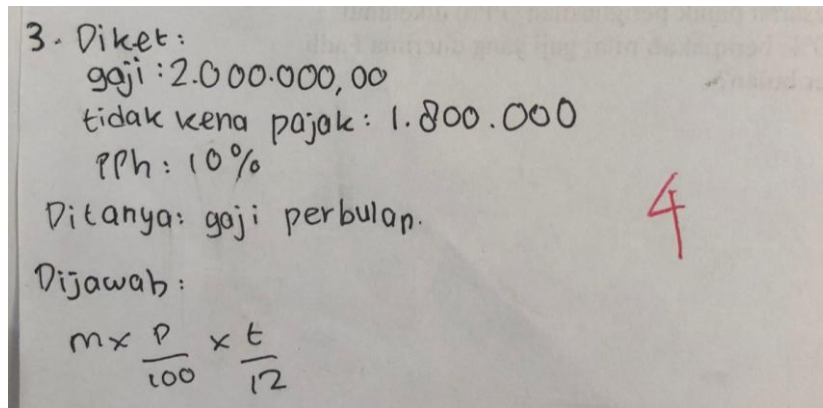 3. Diket:
gaji : 2.000.000,00
tidak kena pajak : 1.800.000
PPh : 10%
Ditanya: gaji perbulan.
4
Dijawab :
m x p/100 x t/12